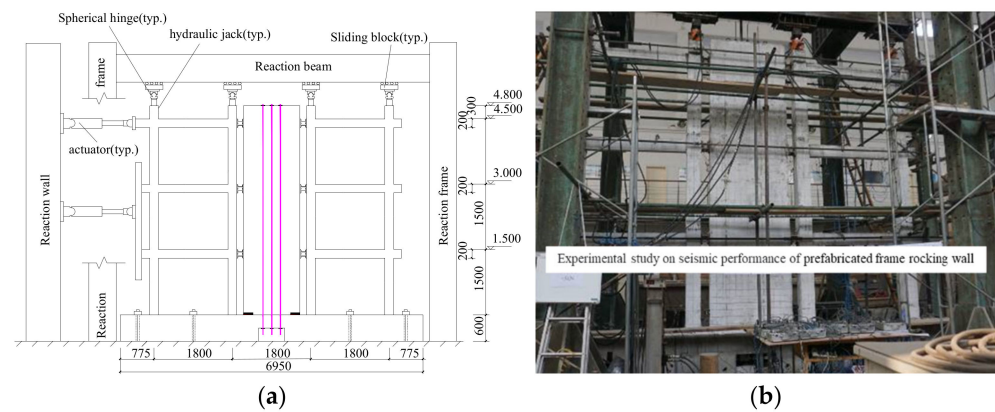 Spherical hinge(typ.)
hydraulic jack(typ.)
Sliding block(typ.)
Reaction beam
frame
Reaction
actuator(typ.)
Reaction wall
Reaction frame
4.800
300
4.500
200
3.000
200
1500
1.500
200
1500
600
775
1800
1800
1800
775
6950
(a)
Experimental study on seismic performance of prefabricated frame rocking wall
(b)